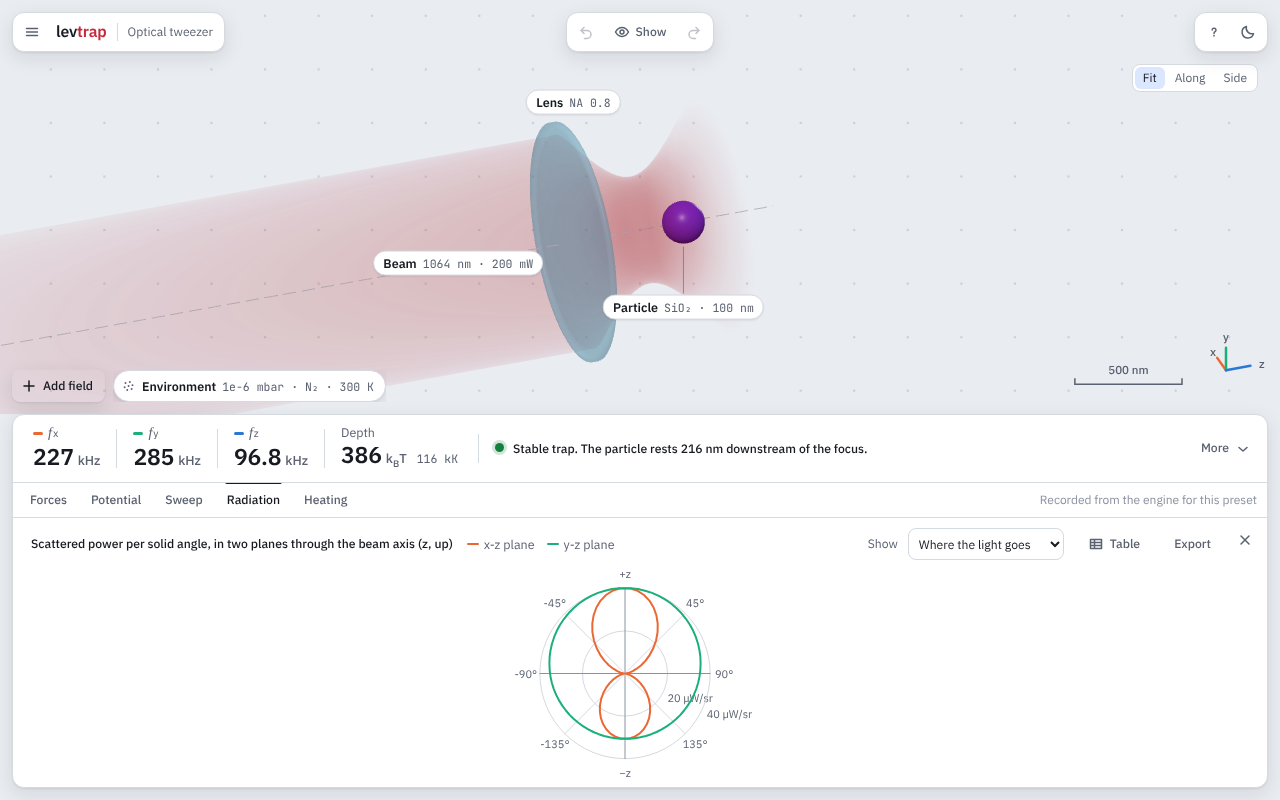 levtrap Optical tweezer
Show
?
Fit Along Side
Lens NA 0.8
Beam 1064 nm · 200 mW
Particle SiO₂ · 100 nm
y
x
z
500 nm
Add field
Environment 1e-6 mbar · N₂ · 300 K
fx
227 kHz
fy
285 kHz
fz
96.8 kHz
Depth
386 kBT 116 kK
Stable trap. The particle rests 216 nm downstream of the focus.
More
Forces Potential Sweep Radiation Heating
Recorded from the engine for this preset
Scattered power per solid angle, in two planes through the beam axis (z, up) x-z plane y-z plane
Show Where the light goes Table Export
+z
-45° 45°
-90° 90°
20 µW/sr
40 µW/sr
-135° 135°
−z